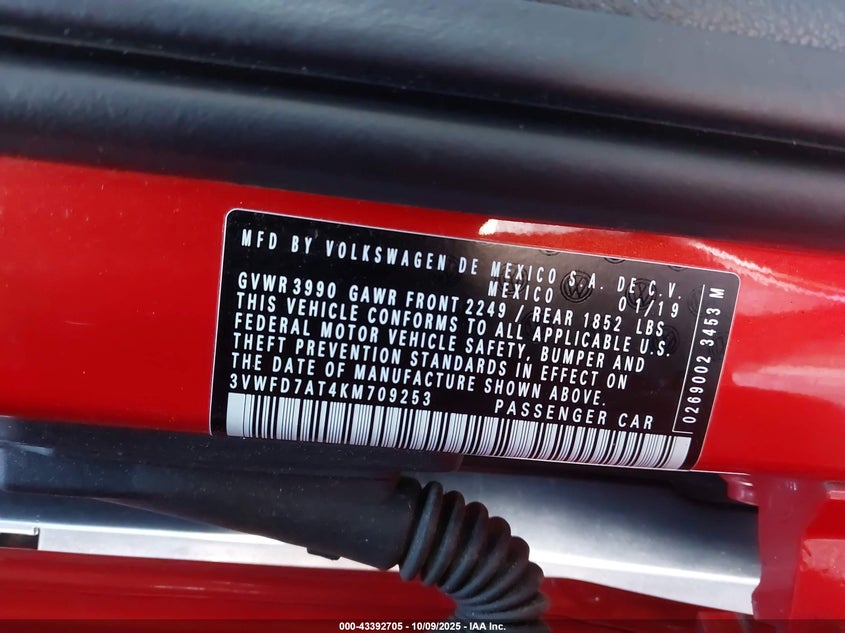 MFD BY VOLKSWAGEN DE MEXICO S.A. DE C.V.
MEXICO 01/19
GVWR 3990 GAWR FRONT 2249 / REAR 1852 LBS
THIS VEHICLE CONFORMS TO ALL APPLICABLE U.S.
FEDERAL MOTOR VEHICLE SAFETY, BUMPER AND
THEFT PREVENTION STANDARDS IN EFFECT ON
THE DATE OF MANUFACTURE SHOWN ABOVE.
3VWFD7AT4KM709253 PASSENGER CAR
0269002 3453 M
000-43392705 - 10/09/2025 - IAA Inc.